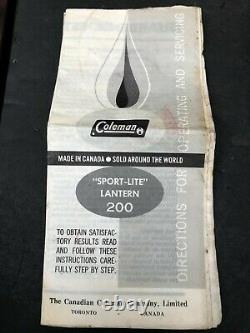 Coleman
MADE IN CANADA ● SOLD AROUND THE WORLD
"SPORT-LITE"
LANTERN
200
DIRECTIONS FOR OPERATING AND SERVICING
TO OBTAIN SATISFAC-
TORY RESULTS READ
AND FOLLOW THESE
INSTRUCTIONS CARE-
FULLY STEP BY STEP.
The Canadian Coleman Company, Limited
TORONTO CANADA